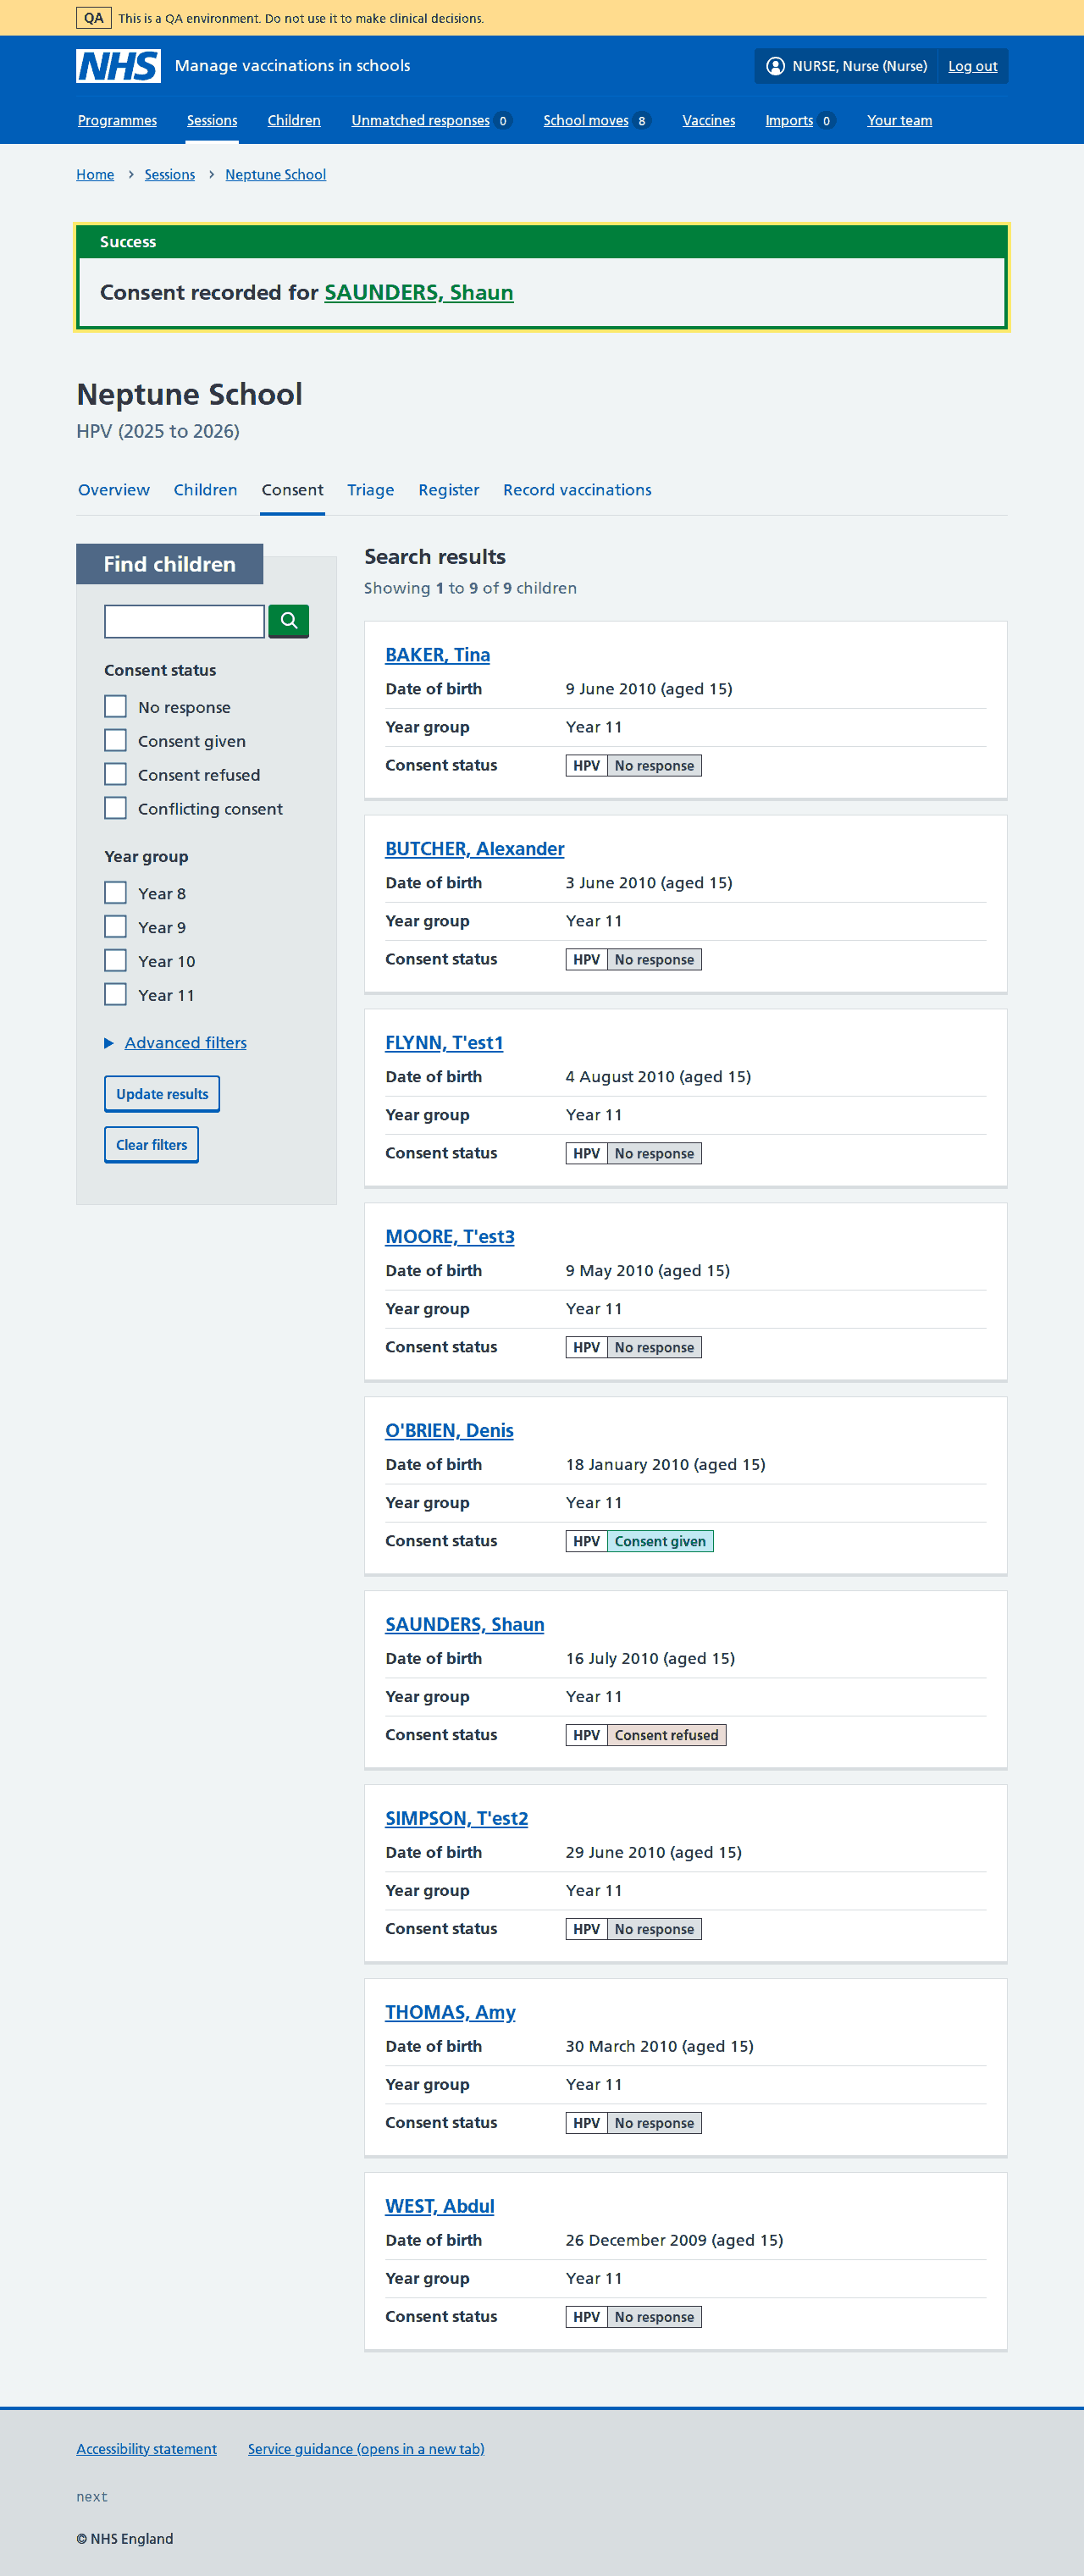 QA This is a QA environment. Do not use it to make clinical decisions.
NHS Manage vaccinations in schools NURSE, Nurse (Nurse) Log out
Programmes Sessions Children Unmatched responses 0 School moves 8 Vaccines Imports 0 Your team
Home > Sessions > Neptune School
Success
Consent recorded for SAUNDERS, Shaun
Neptune School
HPV (2025 to 2026)
Overview Children Consent Triage Register Record vaccinations
Find children
Consent status
No response
Consent given
Consent refused
Conflicting consent
Year group
Year 8
Year 9
Year 10
Year 11
Advanced filters
Update results
Clear filters
Search results
Showing 1 to 9 of 9 children
BAKER, Tina
Date of birth 9 June 2010 (aged 15)
Year group Year 11
Consent status HPV No response
BUTCHER, Alexander
Date of birth 3 June 2010 (aged 15)
Year group Year 11
Consent status HPV No response
FLYNN, T'est1
Date of birth 4 August 2010 (aged 15)
Year group Year 11
Consent status HPV No response
MOORE, T'est3
Date of birth 9 May 2010 (aged 15)
Year group Year 11
Consent status HPV No response
O'BRIEN, Denis
Date of birth 18 January 2010 (aged 15)
Year group Year 11
Consent status HPV Consent given
SAUNDERS, Shaun
Date of birth 16 July 2010 (aged 15)
Year group Year 11
Consent status HPV Consent refused
SIMPSON, T'est2
Date of birth 29 June 2010 (aged 15)
Year group Year 11
Consent status HPV No response
THOMAS, Amy
Date of birth 30 March 2010 (aged 15)
Year group Year 11
Consent status HPV No response
WEST, Abdul
Date of birth 26 December 2009 (aged 15)
Year group Year 11
Consent status HPV No response
Accessibility statement Service guidance (opens in a new tab)
next
© NHS England